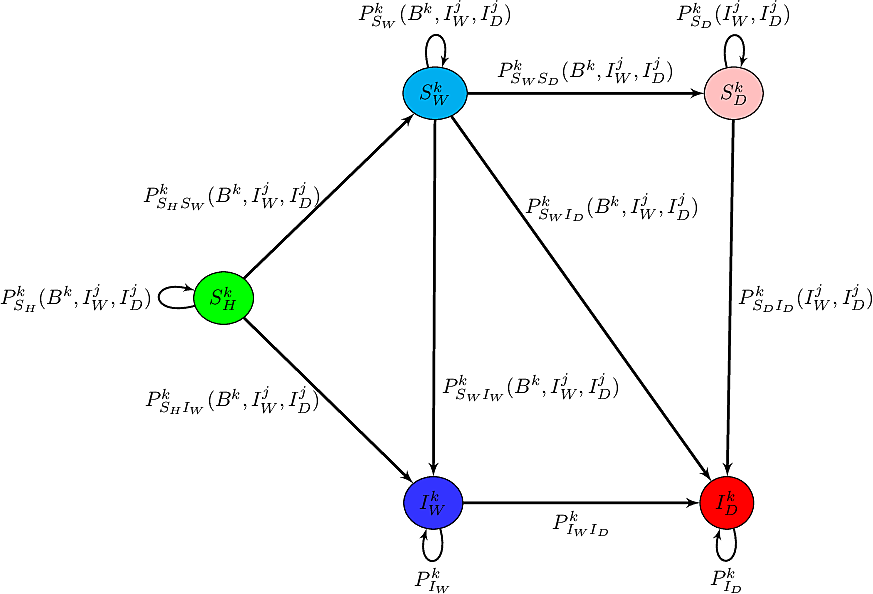 P^k_{S_W}(B^k, I^j_W, I^j_D)
P^k_{S_D}(I^j_W, I^j_D)
P^k_{S_W S_D}(B^k, I^j_W, I^j_D)
S^k_W
S^k_D
P^k_{S_H S_W}(B^k, I^j_W, I^j_D)
P^k_{S_W I_D}(B^k, I^j_W, I^j_D)
P^k_{S_H}(B^k, I^j_W, I^j_D)
S^k_H
P^k_{S_D I_D}(I^j_W, I^j_D)
P^k_{S_H I_W}(B^k, I^j_W, I^j_D)
P^k_{S_W I_W}(B^k, I^j_W, I^j_D)
I^k_W
I^k_D
P^k_{I_W I_D}
P^k_{I_W}
P^k_{I_D}